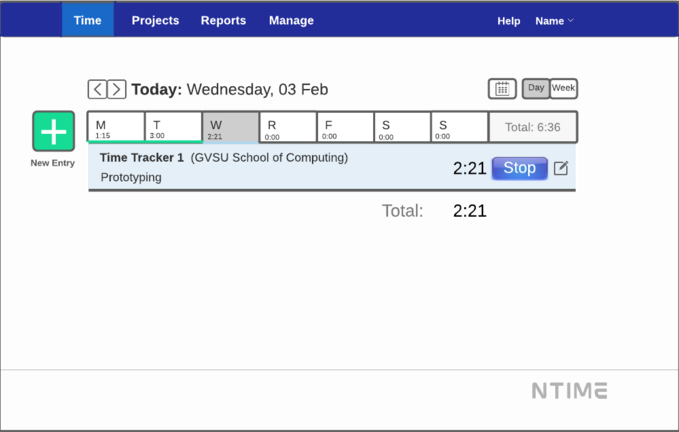 Time Projects Reports Manage Help Name
Today: Wednesday, 03 Feb Day Week
M T W R F S S Total: 6:36
1:15 3:00 2:21 0:00 0:00 0:00 0:00
New Entry
Time Tracker 1 (GVSU School of Computing)
Prototyping
2:21 Stop
Total: 2:21
NTIME